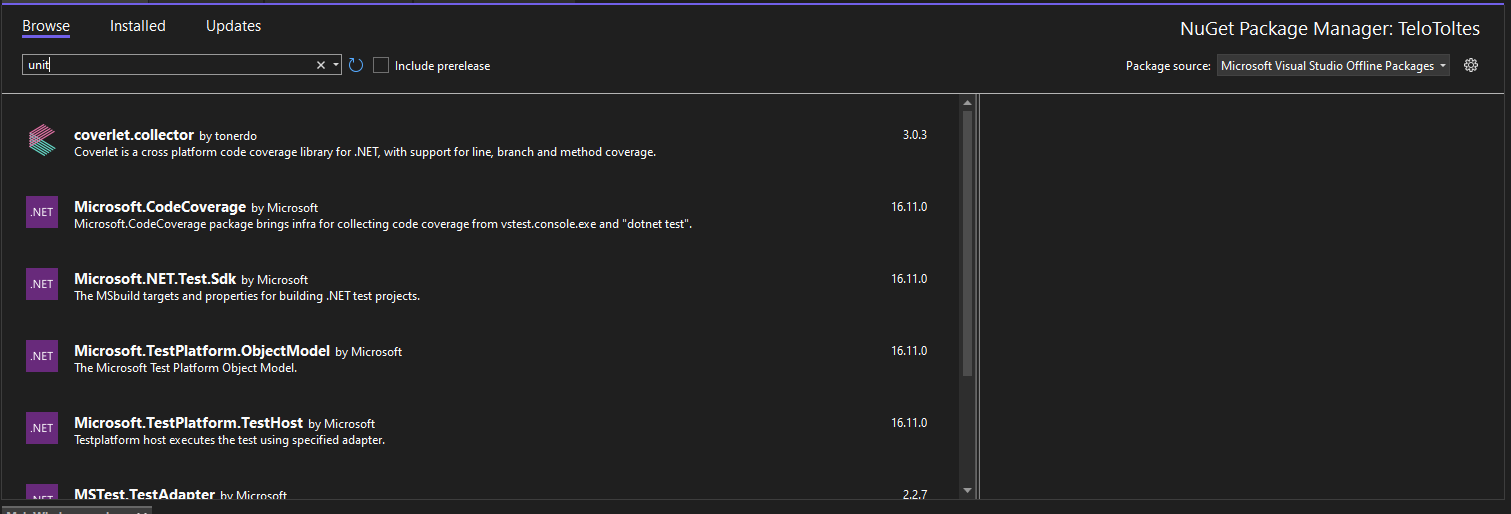 Browse Installed Updates
NuGet Package Manager: TeloToltes
unit
Include prerelease
Package source: Microsoft Visual Studio Offline Packages
coverlet.collector by tonerdo 3.0.3
Coverlet is a cross platform code coverage library for .NET, with support for line, branch and method coverage.
.NET Microsoft.CodeCoverage by Microsoft 16.11.0
Microsoft.CodeCoverage package brings infra for collecting code coverage from vstest.console.exe and "dotnet test".
.NET Microsoft.NET.Test.Sdk by Microsoft 16.11.0
The MSbuild targets and properties for building .NET test projects.
.NET Microsoft.TestPlatform.ObjectModel by Microsoft 16.11.0
The Microsoft Test Platform Object Model.
.NET Microsoft.TestPlatform.TestHost by Microsoft 16.11.0
Testplatform host executes the test using specified adapter.
.NET MSTest.TestAdapter by Microsoft 2.2.7